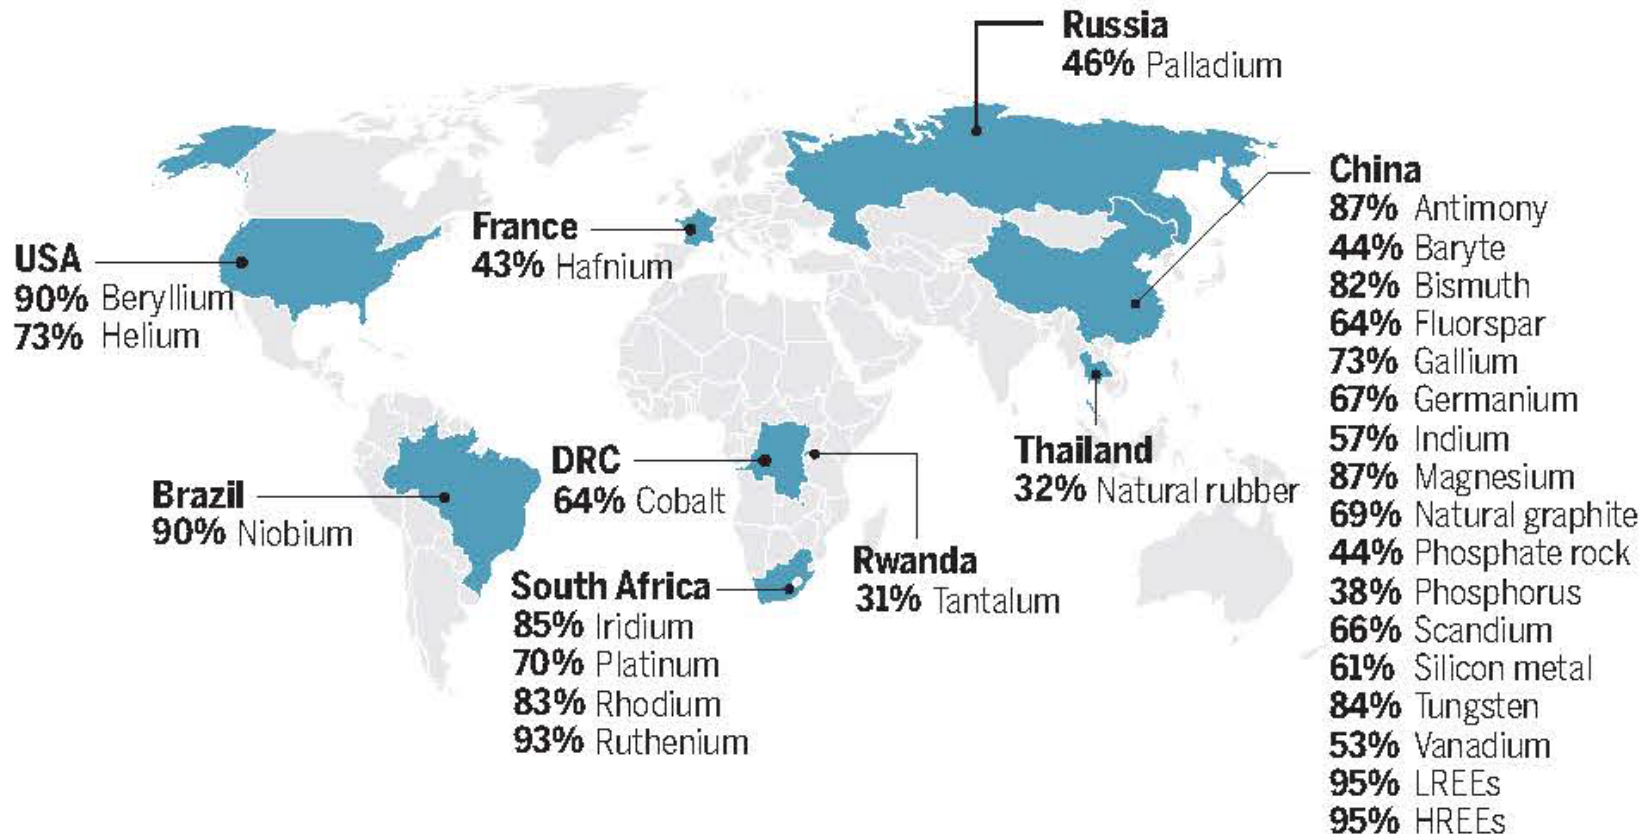 Russia
46% Palladium
China
87% Antimony
44% Baryte
82% Bismuth
64% Fluorspar
73% Gallium
67% Germanium
57% Indium
87% Magnesium
69% Natural graphite
44% Phosphate rock
38% Phosphorus
66% Scandium
61% Silicon metal
84% Tungsten
53% Vanadium
95% LREEs
95% HREEs
France
43% Hafnium
USA
90% Beryllium
73% Helium
Thailand
32% Natural rubber
DRC
64% Cobalt
Brazil
90% Niobium
Rwanda
31% Tantalum
South Africa
85% Iridium
70% Platinum
83% Rhodium
93% Ruthenium